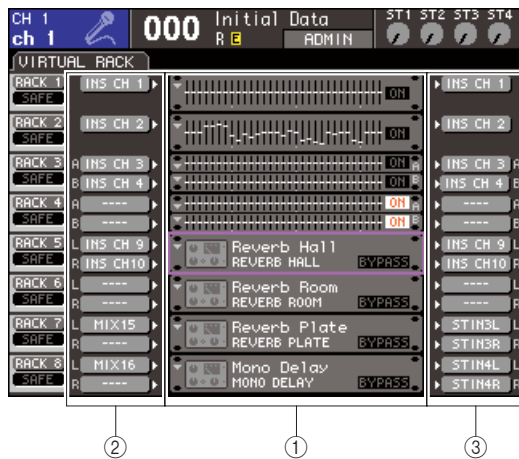 CH 1
ch 1
000
Initial Data
R E
ADMIN
ST1 ST2 ST3 ST4
VIRTUAL RACK
RACK 1
SAFE
INS CH 1
ON
INS CH 1
RACK 2
SAFE
INS CH 2
ON
INS CH 2
RACK 3
SAFE
A INS CH 3
ON A
INS CH 3 A
B INS CH 4
ON B
INS CH 4 B
RACK 4
SAFE
A ----
ON A
---- A
B ----
ON B
---- B
RACK 5
SAFE
L INS CH 9
R INS CH10
Reverb Hall
REVERB HALL
BYPASS
INS CH 9 L
INS CH10 R
RACK 6
SAFE
L ----
R ----
Reverb Room
REVERB ROOM
BYPASS
---- L
---- R
RACK 7
SAFE
L MIX15
R ----
Reverb Plate
REVERB PLATE
BYPASS
STIN3L L
STIN3R R
RACK 8
SAFE
L MIX16
R ----
Mono Delay
MONO DELAY
BYPASS
STIN4L L
STIN4R R
② ① ③